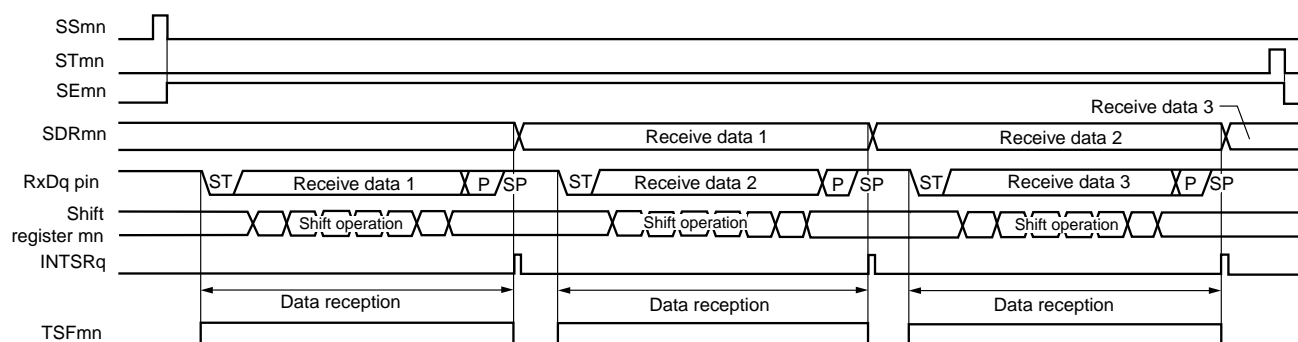 SSmn
STmn
SEmn
Receive data 3
SDRmn Receive data 1 Receive data 2
RxDq pin ST Receive data 1 P SP ST Receive data 2 P SP ST Receive data 3 P SP
Shift Shift operation Shift operation Shift operation
register mn
INTSRq
Data reception Data reception Data reception
TSFmn